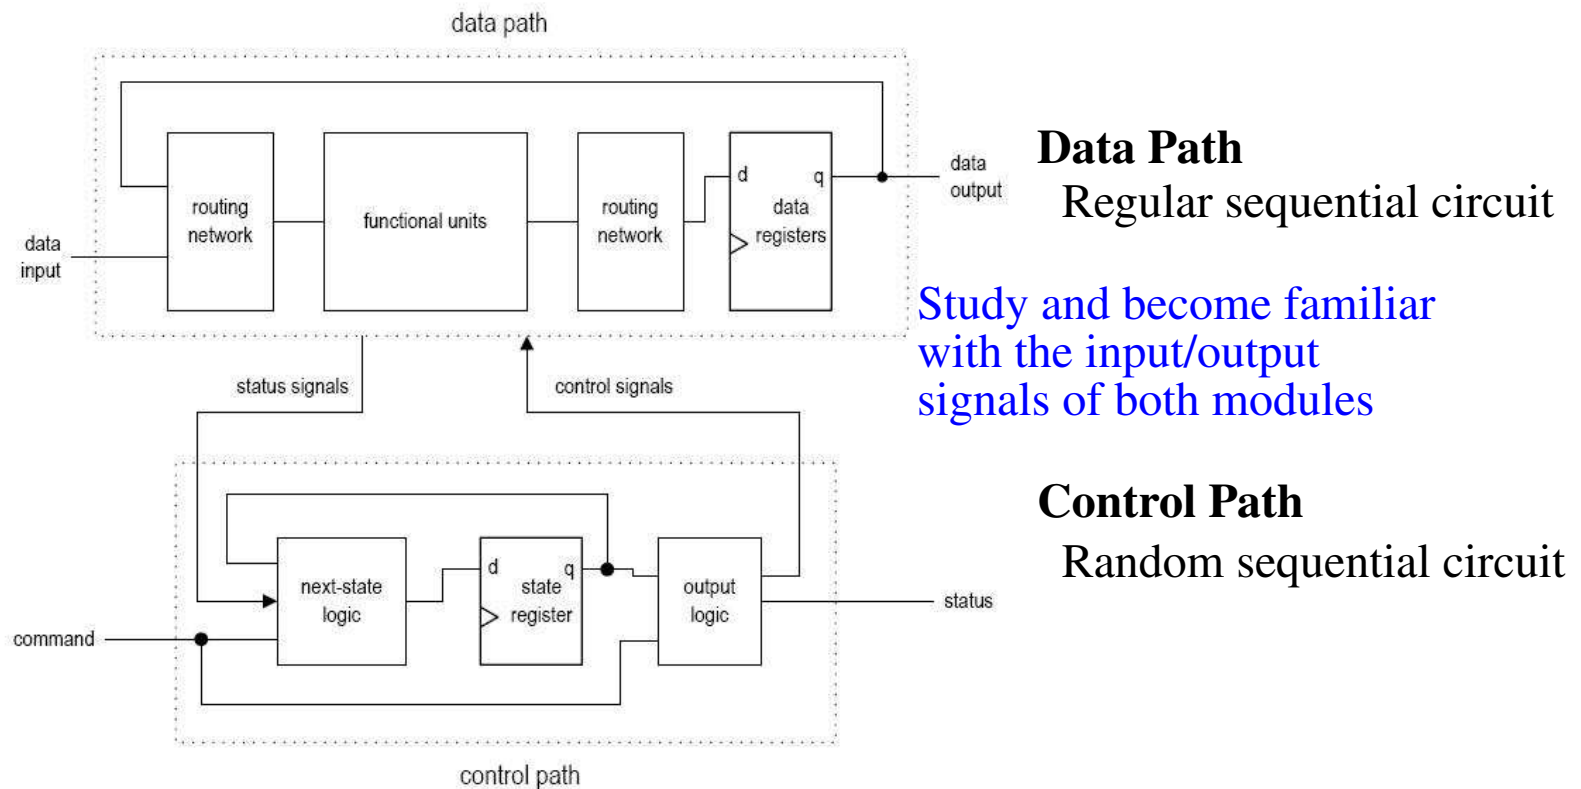 data path
routing
network
functional units
routing
network
d
q
data
registers
data
output
data
input
Data Path
Regular sequential circuit
status signals
control signals
Study and become familiar
with the input/output
signals of both modules
next-state
logic
d
q
state
register
output
logic
command
status
control path
Control Path
Random sequential circuit